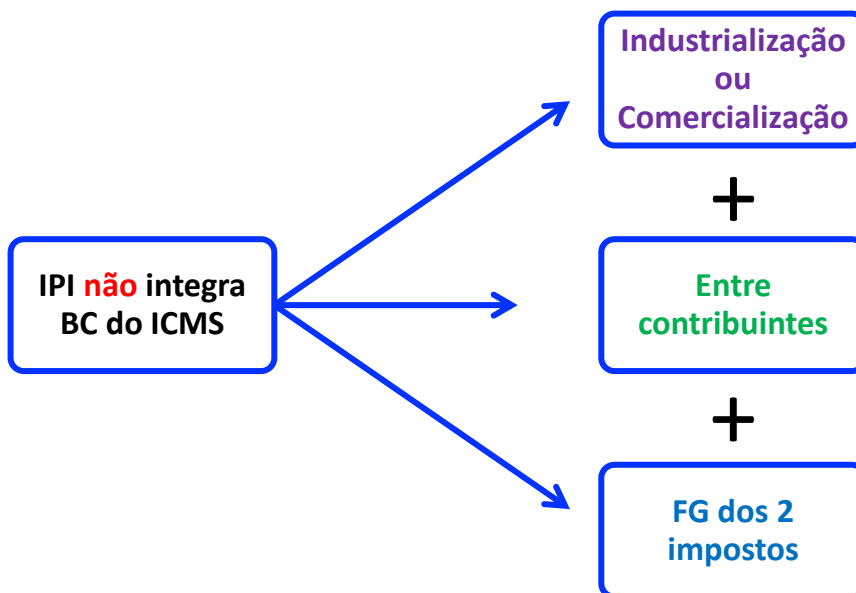 Industrialização
ou
Comercialização
+
IPI não integra
BC do ICMS
Entre
contribuintes
+
FG dos 2
impostos